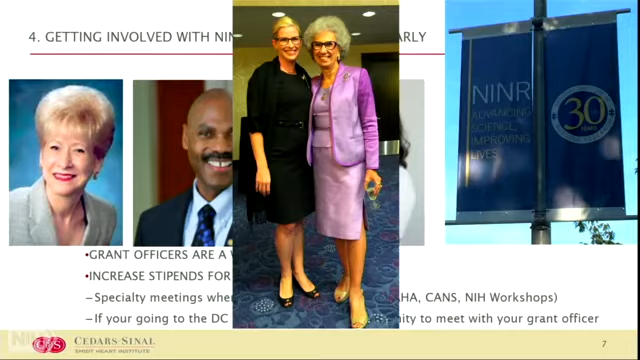 4. GETTING INVOLVED WITH NIN
ARLY
NINR
ADVANCING
SCIENCE,
IMPROVING
LIVES
30
YEARS
•GRANT OFFICERS ARE A
•INCREASE STIPENDS FOR
–Specialty meetings whe
AHA, CANS, NIH Workshops)
–If your going to the DC
nity to meet with your grant officer
NIH
CEDARS-SINAI
SMIDT HEART INSTITUTE
7